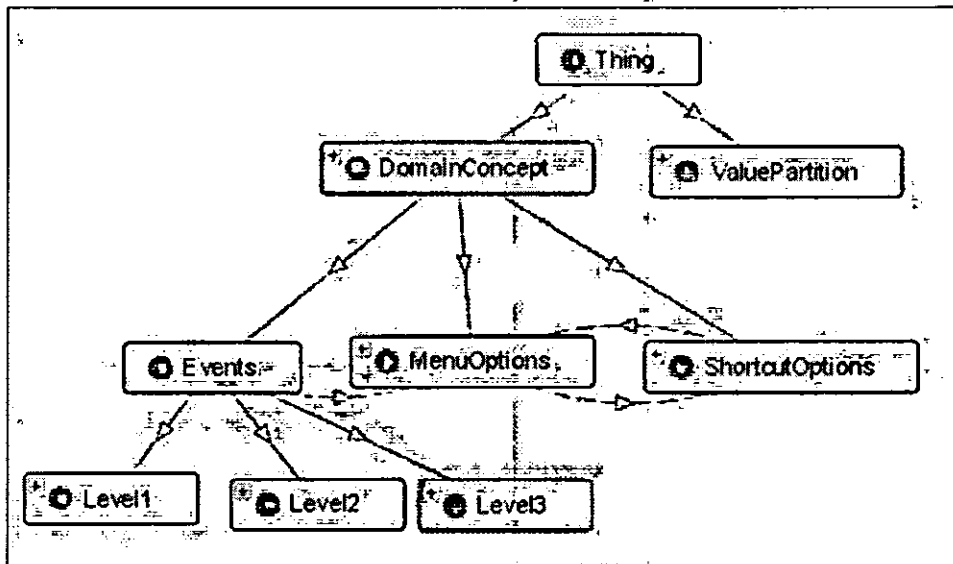 Thing
DomainConcept
ValuePartition
Events
MenuOptions
ShortcutOptions
Level1
Level2
Level3